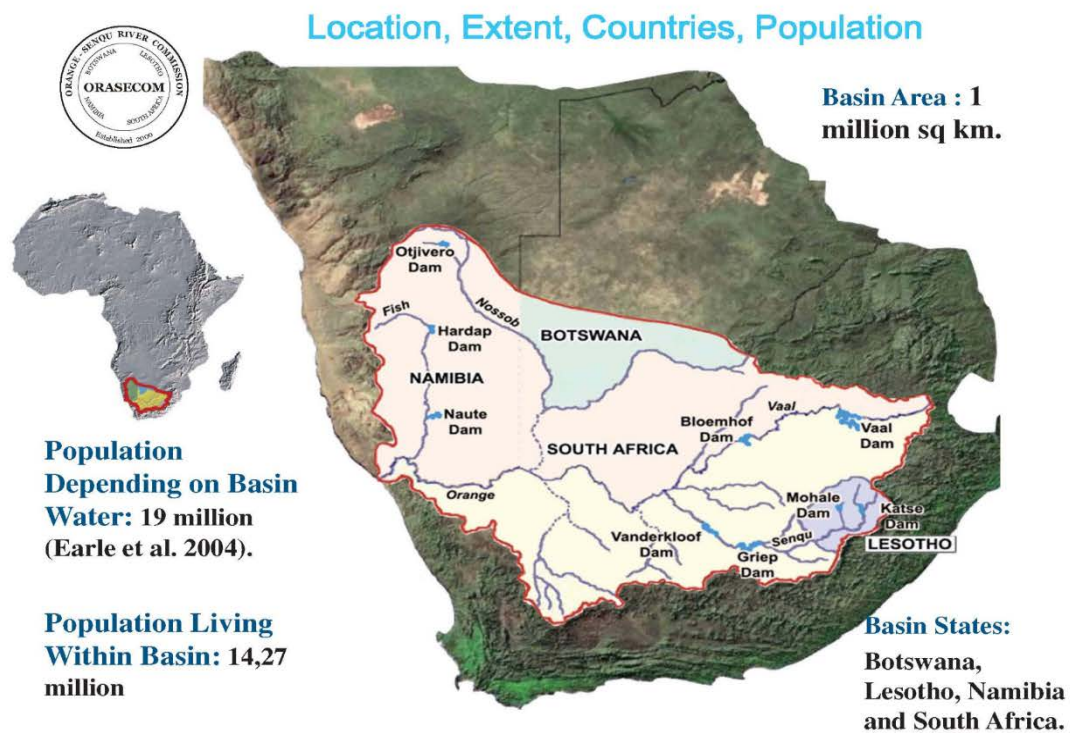 Location, Extent, Countries, Population
ORANGE-SENQU RIVER COMMISSION
BOTSWANA
LESOTHO
ORASECOM
NAMIBIA
SOUTH AFRICA
Established 2000
Basin Area : 1
million sq km.
Otjivero
Dam
Fish
Nossob
Hardap
Dam
BOTSWANA
NAMIBIA
Naute
Dam
SOUTH AFRICA
Bloemhof
Dam
Vaal
Vaal
Dam
Orange
Mohale
Dam
Katse
Dam
Vanderkloof
Dam
Senqu
LESOTHO
Griep
Dam
Population
Depending on Basin
Water: 19 million
(Earle et al. 2004).
Population Living
Within Basin: 14,27
million
Basin States:
Botswana,
Lesotho, Namibia
and South Africa.